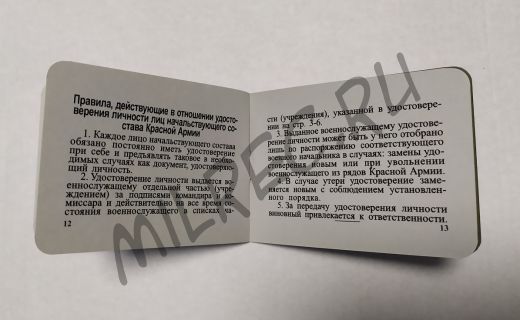 Правила, действующие в отношении удосто-
верения личности лиц начальствующего со-
става Красной Армии
1. Каждое лицо начальствующего состава
обязано постоянно иметь удостоверение
при себе и предъявлять таковое в необхо-
димых случаях как документ, удостоверяю-
щий личность.
2. Удостоверение личности выдается во-
еннослужащему отдельной частью (учре-
ждением) за подписями командира и ко-
миссара и действительно на все время со-
стояния военнослужащего в списках ча-
12
сти (учреждения), указанной в удостовере-
нии на стр. 3-6.
3. Выданное военнослужащему удостове-
рение личности может быть у него отобрано
лишь по распоряжению соответствующего
военного начальника в случаях: замены удо-
стоверения новым или при увольнении
военнослужащего из рядов Красной Армии.
4. В случае утери удостоверение заме-
няется новым с соблюдением установлен-
ного порядка.
5. За передачу удостоверения личности
виновный привлекается к ответственности.
13
MILREG.RU